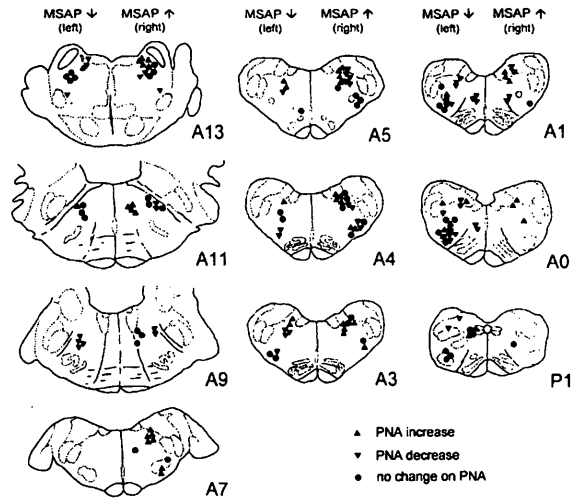 MSAP ↓ MSAP ↑ MSAP ↓ MSAP ↑ MSAP ↓ MSAP ↑
(left) (right) (left) (right) (left) (right)
A13 A5 A1
A11 A4 A0
A9 A3 P1
A7
▲ PNA increase
▼ PNA decrease
● no change on PNA